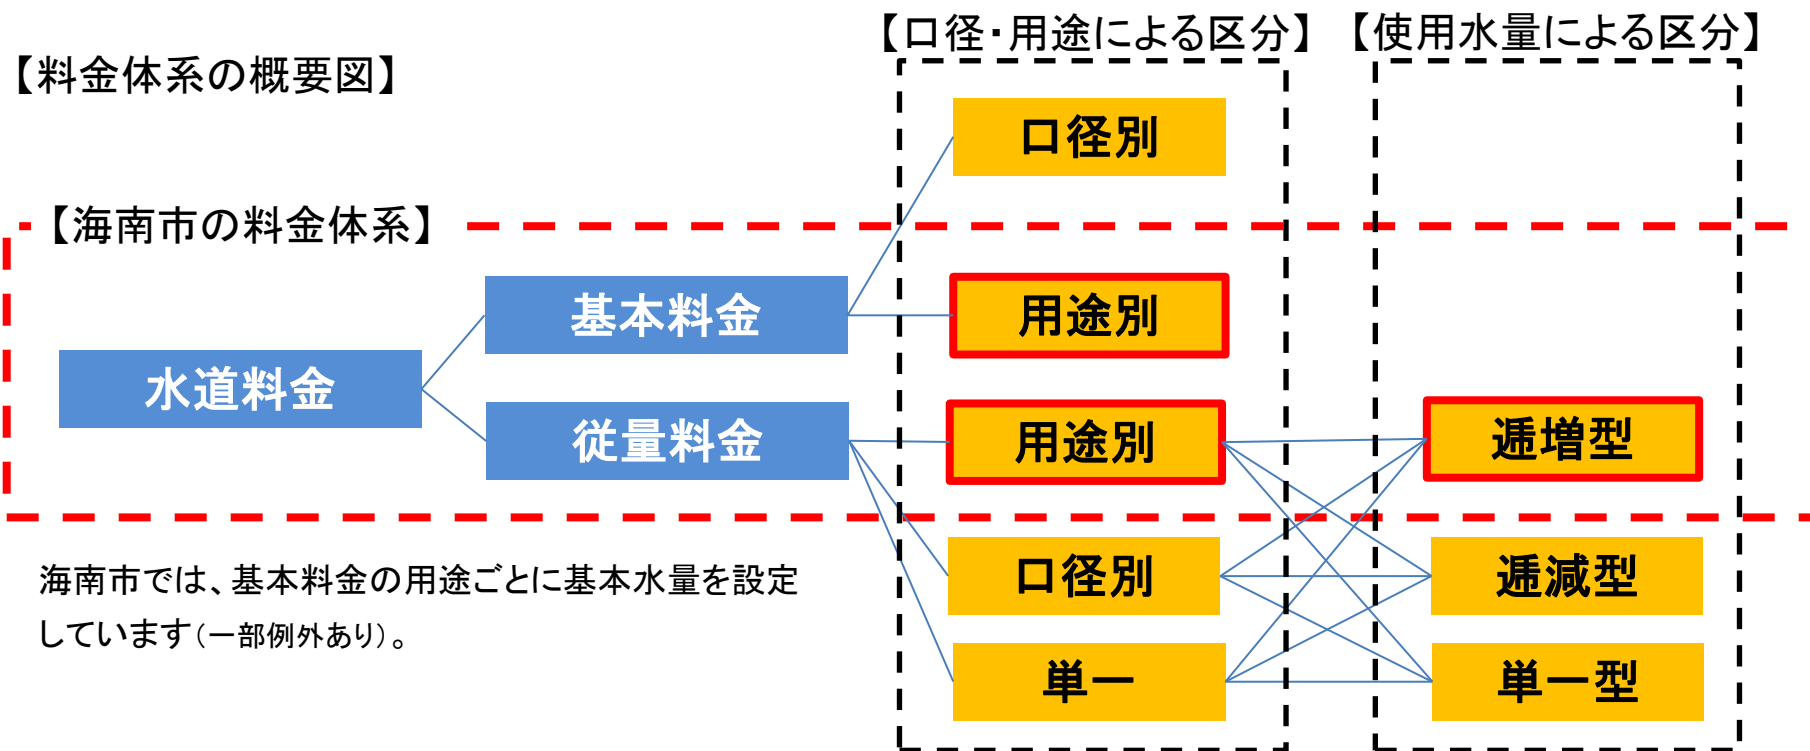 【口径・用途による区分】
【使用水量による区分】
【料金体系の概要図】
口径別
【海南市の料金体系】
基本料金
用途別
水道料金
従量料金
用途別
逓増型
口径別
逓減型
海南市では、基本料金の用途ごとに基本水量を設定
しています（一部例外あり）。
単一
単一型